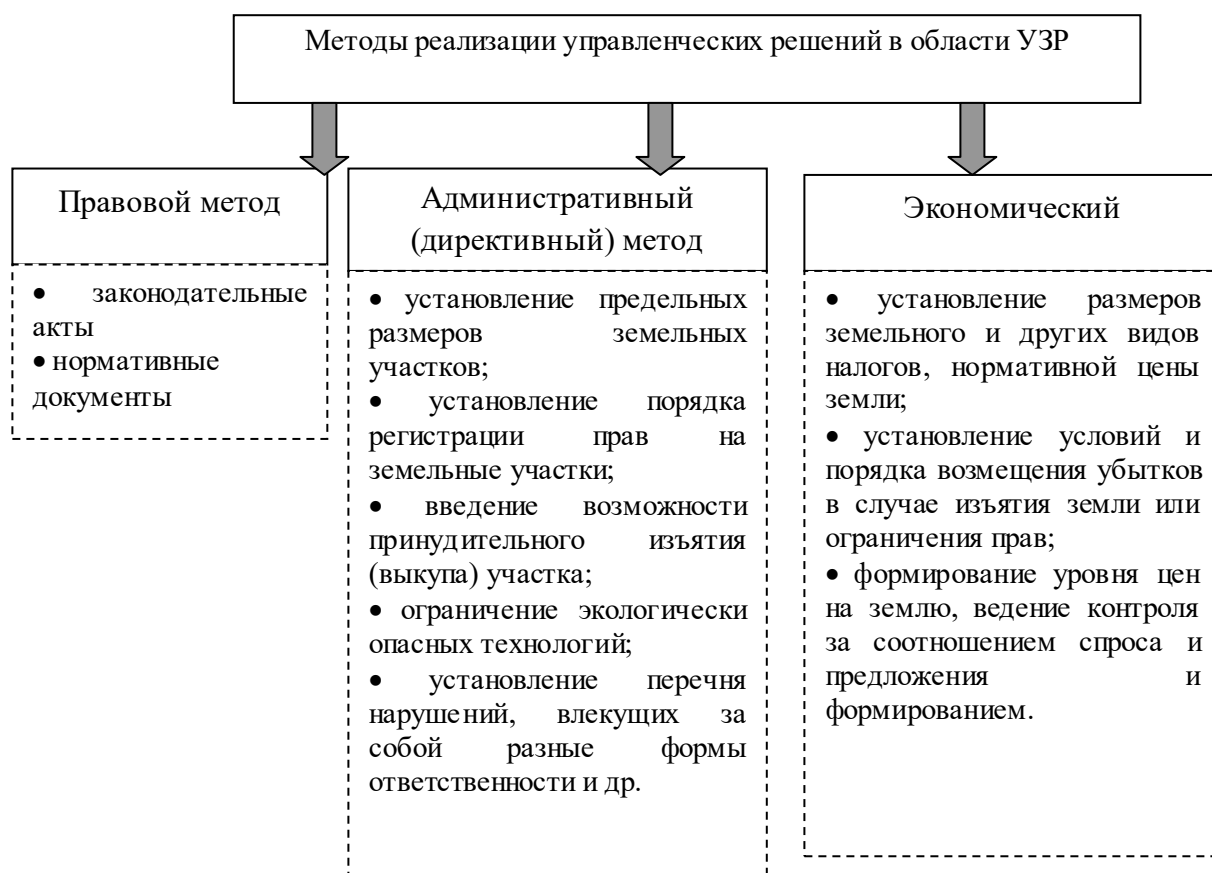 Методы реализации управленческих решений в области УЗР
Правовой метод
• законодательные
акты
• нормативные
документы
Административный
(директивный) метод
• установление предельных
размеров земельных
участков;
• установление порядка
регистрации прав на
земельные участки;
• введение возможности
принудительного изъятия
(выкупа) участка;
• ограничение экологически
опасных технологий;
• установление перечня
нарушений, влекущих за
собой разные формы
ответственности и др.
Экономический
• установление размеров
земельного и других видов
налогов, нормативной цены
земли;
• установление условий и
порядка возмещения убытков
в случае изъятия земли или
ограничения прав;
• формирование уровня цен
на землю, ведение контроля
за соотношением спроса и
предложения и
формированием.